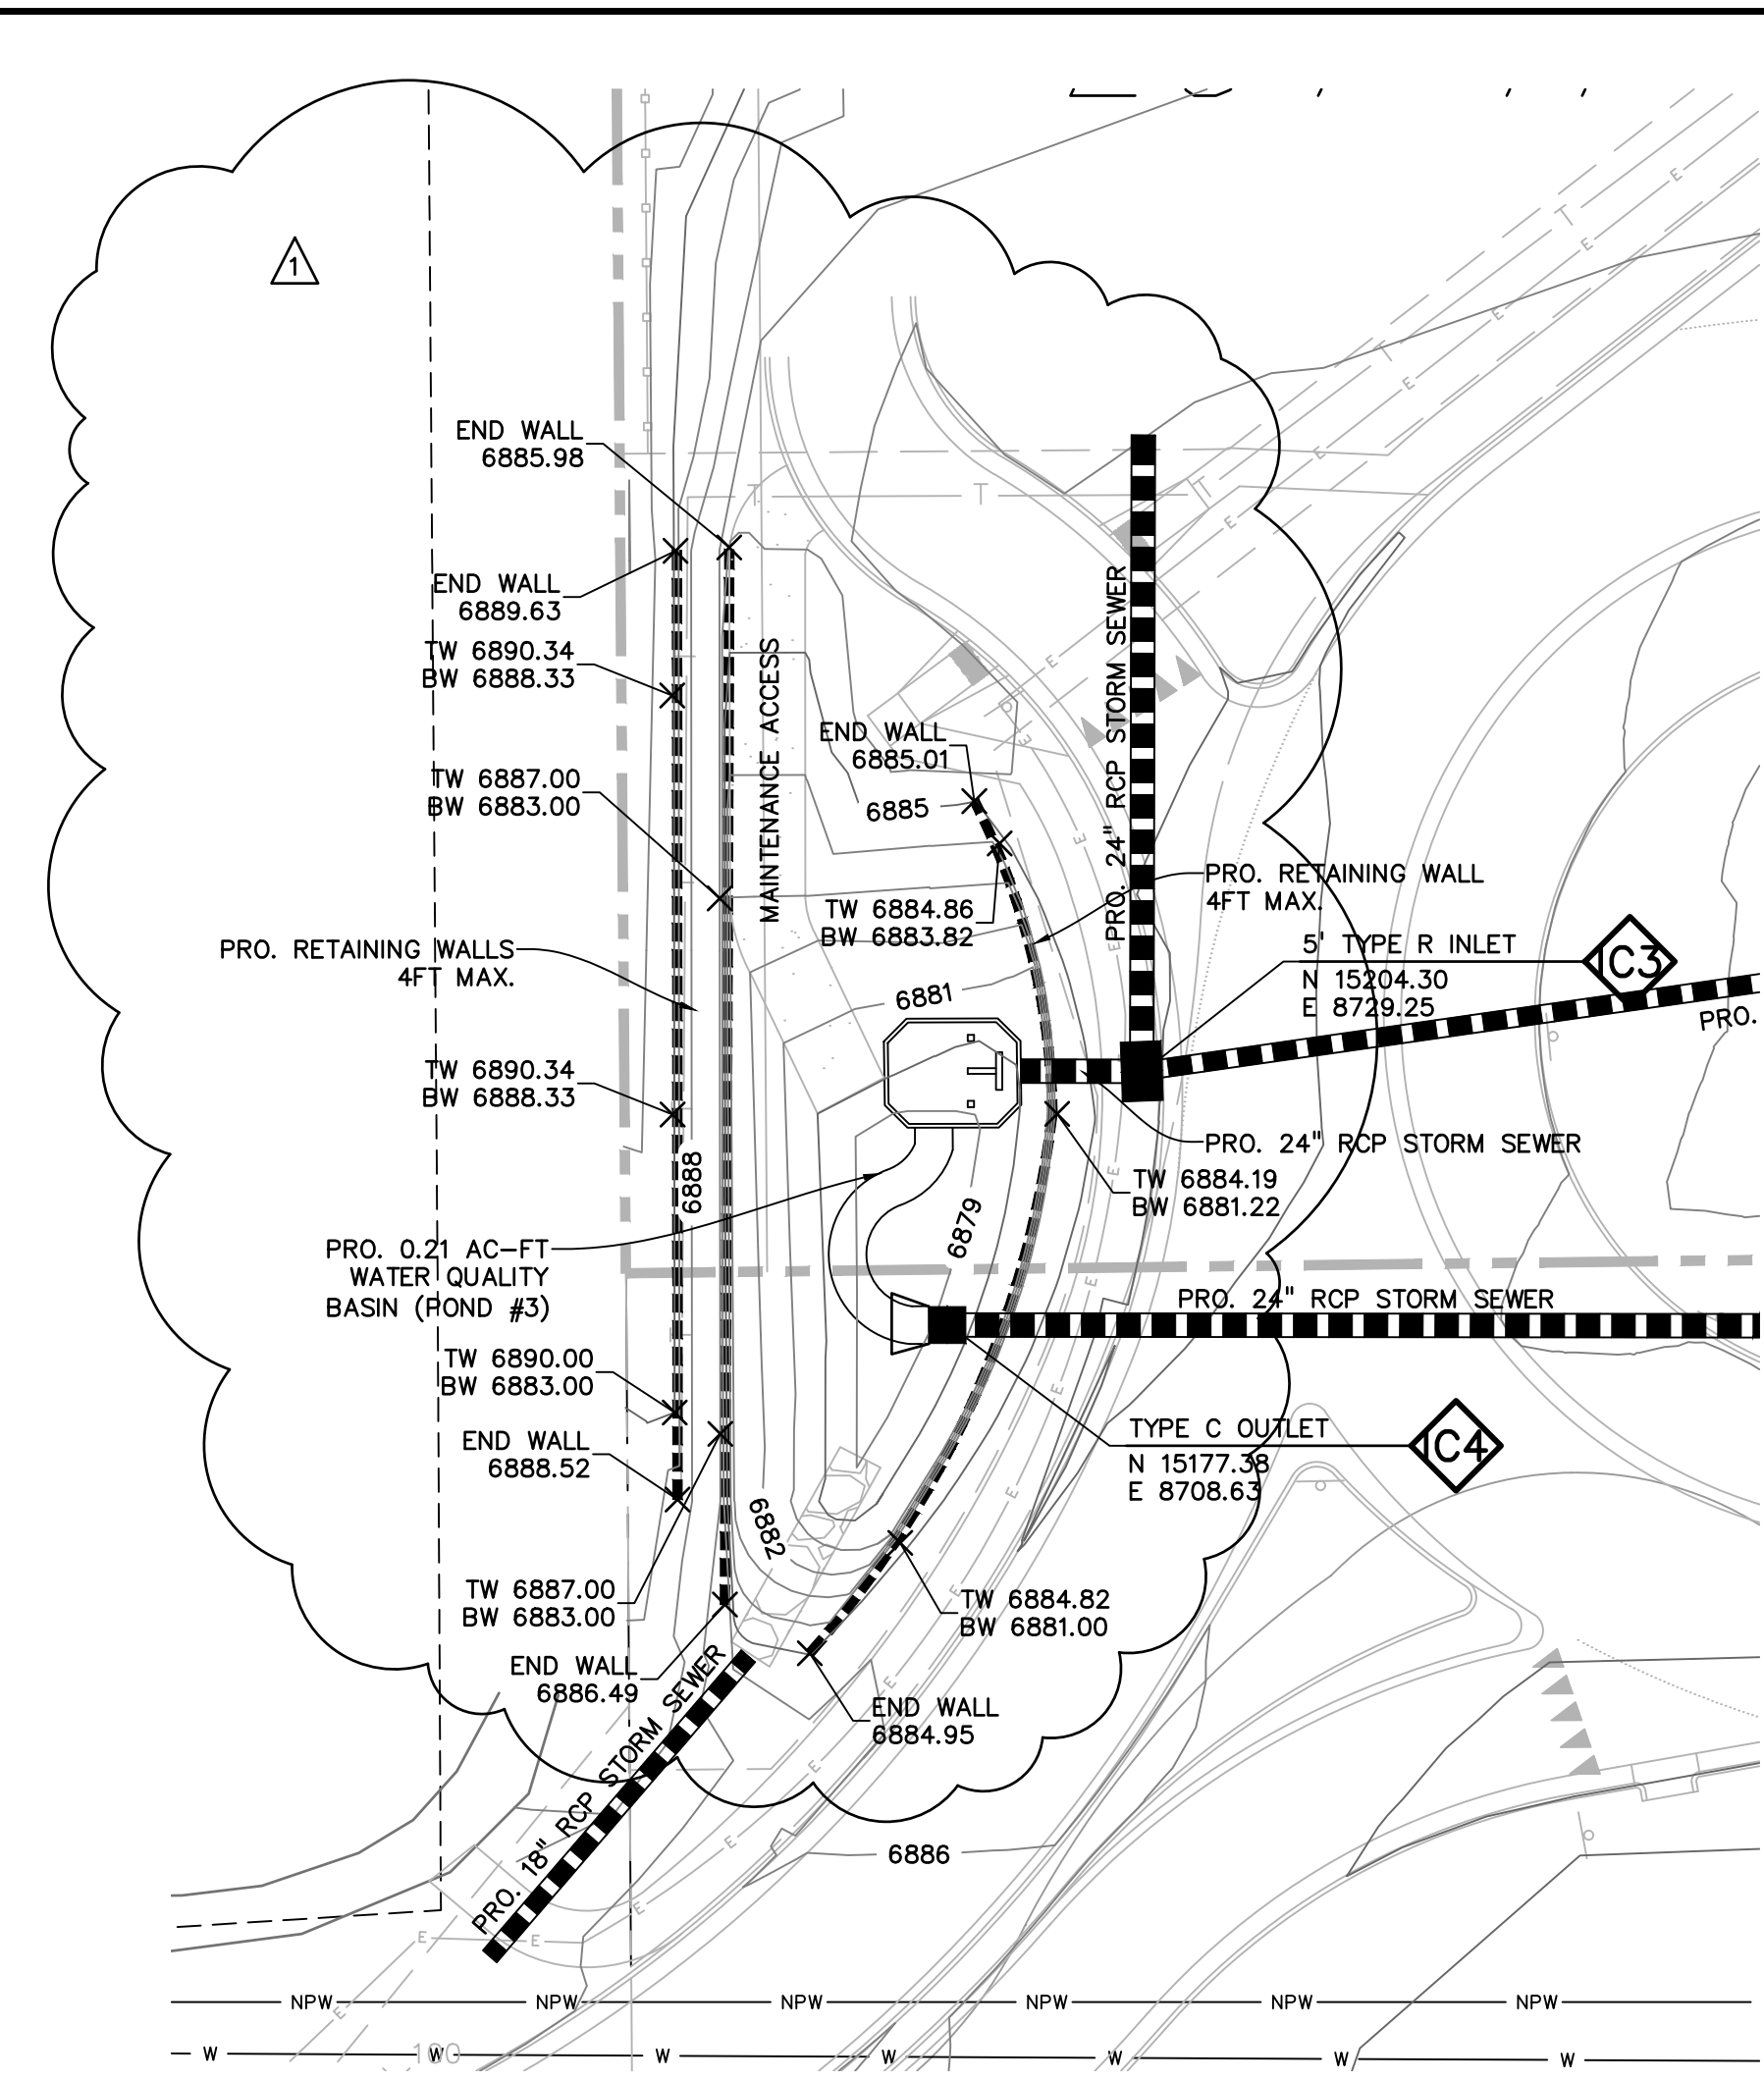 1
END WALL
6885.98
T
T
T
T
T
END WALL
6889.63
TW 6890.34
BW 6888.33
MAINTENANCE ACCESS
PRO. 24" RCP STORM SEWER
END WALL
6885.01
TW 6887.00
BW 6883.00
6885
PRO. RETAINING WALL
4FT MAX.
TW 6884.86
BW 6883.82
PRO. RETAINING WALLS
4FT MAX.
5' TYPE R INLET
N 15204.30
E 8729.25
C3
6881
PRO.
TW 6890.34
BW 6888.33
6888
PRO. 24" RCP STORM SEWER
TW 6884.19
BW 6881.22
6879
PRO. 0.21 AC-FT
WATER QUALITY
BASIN (POND #3)
PRO. 24" RCP STORM SEWER
TW 6890.00
BW 6883.00
TYPE C OUTLET
N 15177.38
E 8708.63
C4
END WALL
6888.52
6882
TW 6887.00
BW 6883.00
TW 6884.82
BW 6881.00
END WALL
6886.49
END WALL
6884.95
PRO. 18" RCP STORM SEWER
6886
NPW NPW NPW NPW NPW NPW
100
W W W W W W W